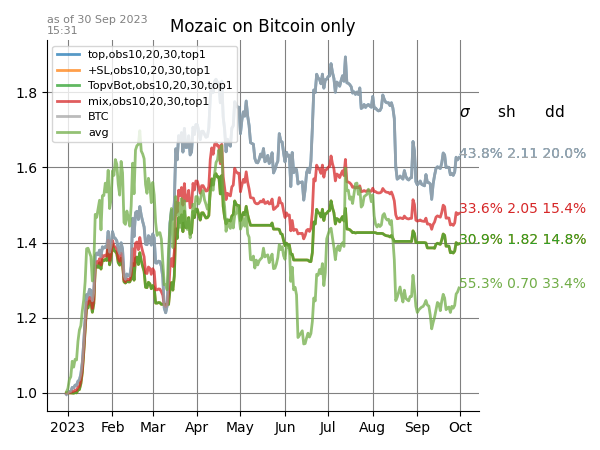 as of 30 Sep 2023
15:31
Mozaic on Bitcoin only
top,obs10,20,30,top1
+SL,obs10,20,30,top1
TopvBot,obs10,20,30,top1
mix,obs10,20,30,top1
BTC
avg
σ sh dd
43.8% 2.11 20.0%
33.6% 2.05 15.4%
30.9% 1.82 14.8%
55.3% 0.70 33.4%
1.8
1.6
1.4
1.2
1.0
2023 Feb Mar Apr May Jun Jul Aug Sep Oct